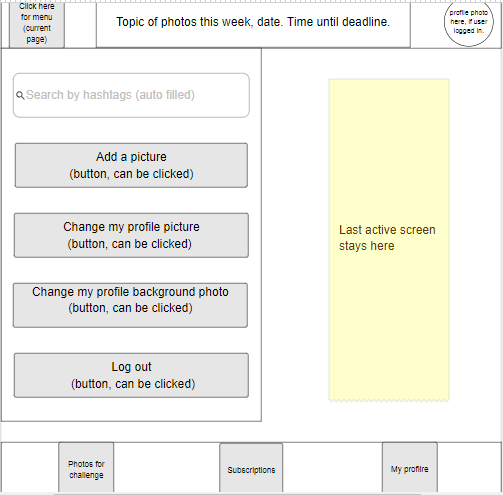 Click here
for menu
(current
page)
Topic of photos this week, date. Time until deadline.
profile photo
here, if user
logged in.
Search by hashtags (auto filled)
Add a picture
(button, can be clicked)
Change my profile picture
(button, can be clicked)
Change my profile background photo
(button, can be clicked)
Log out
(button, can be clicked)
Last active screen
stays here
Photos for
challenge
Subscriptions
My profilre